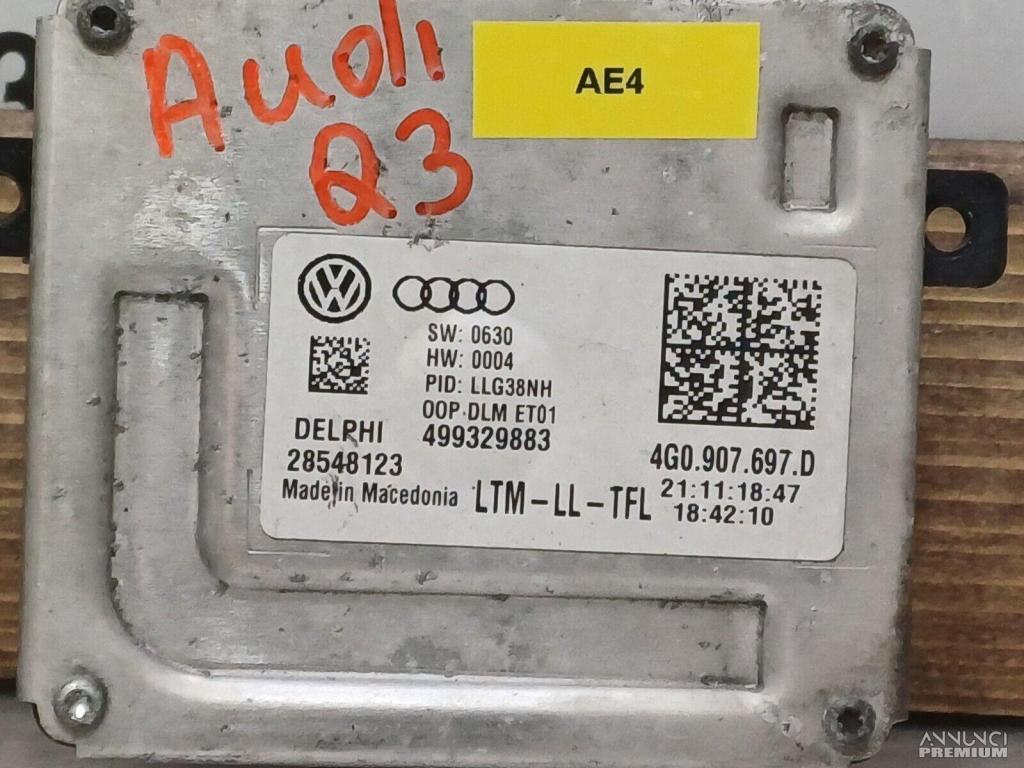 Audi
Q3
AE4
SW: 0630
HW: 0004
PID: LLG38NH
00P DLM ET01
499329883
DELPHI
28548123
Made in Macedonia
LTM-LL-TFL
4G0.907.697.D
21:11:18:47
18:42:10
ANNUNCI
PREMIUM